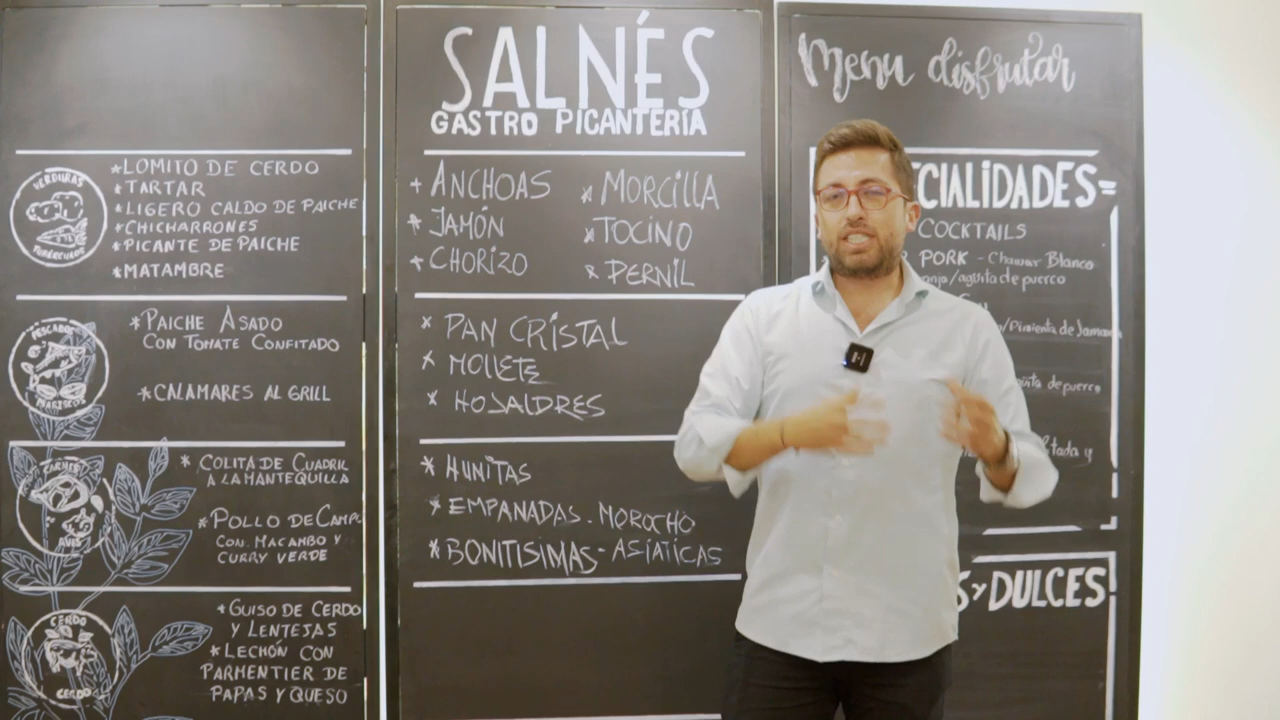 VERDURAS
TUBÉRCULOS
*LOMITO DE CERDO
*TARTAR
*LIGERO CALDO DE PAICHE
*CHICHARRONES
*PICANTE DE PAICHE
*MATAMBRE
PESCADOS
MARISCOS
*PAICHE ASADO
CON TOMATE CONFITADO
*CALAMARES AL GRILL
CARNES
AVES
*COLITA DE CUADRIL
A LA MANTEQUILLA
*POLLO DE CAMPO
CON MACAMBO Y
CURRY VERDE
CERDO
CERDO
*GUISO DE CERDO
Y LENTEJAS
*LECHÓN CON
PARMENTIER DE
PAPAS Y QUESO
SALNÉS
GASTRO PICANTERÍA
+ ANCHOAS
* JAMÓN
+ CHORIZO
* MORCILLA
* TOCINO
* PERNIL
* PAN CRISTAL
* MOLLETE
* HOJALDRES
* HUMITAS
* EMPANADAS - MOROCHO
* BONITISIMAS - ASIATICAS
Menu disfrutar
CIALIDADES
COCKTAILS
PORK - Chawar Blanco
/agüita de puerco
/Pimienta de Jama
de puerco
y
S Y DULCES